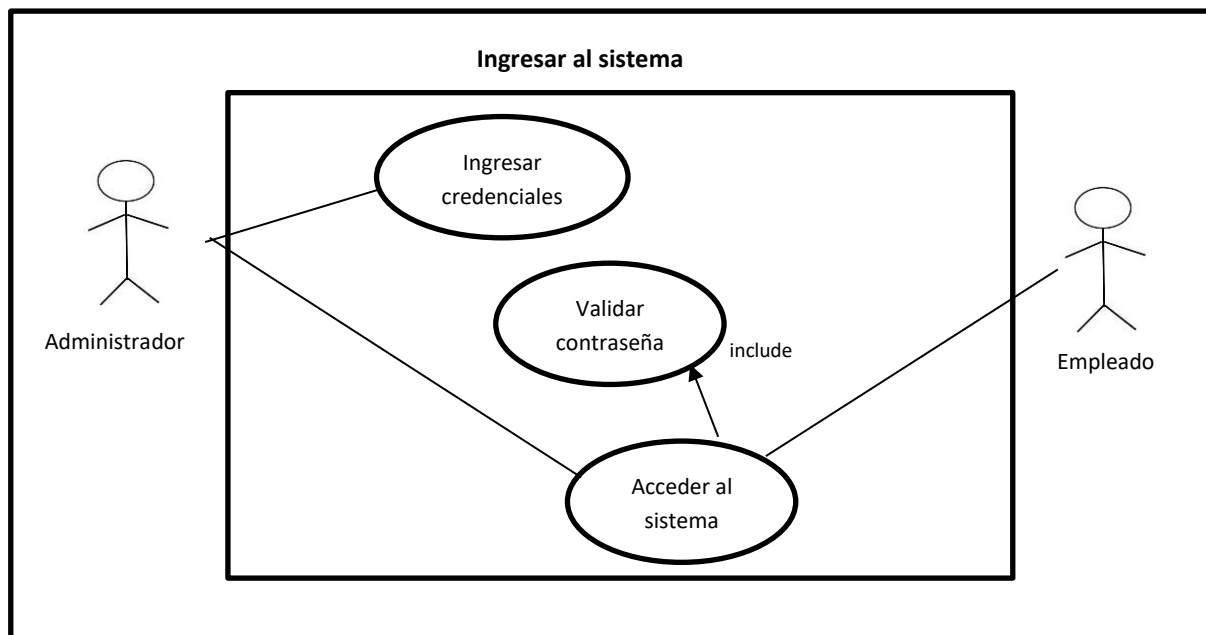 Ingresar al sistema
Ingresar
credenciales
Validar
contraseña
include
Administrador
Empleado
Acceder al
sistema